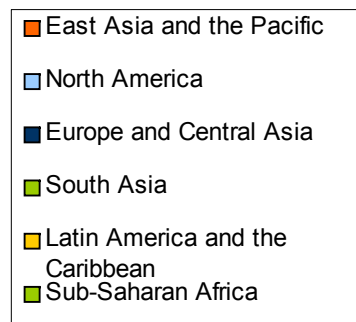 East Asia and the Pacific
North America
Europe and Central Asia
South Asia
Latin America and the
Caribbean
Sub-Saharan Africa